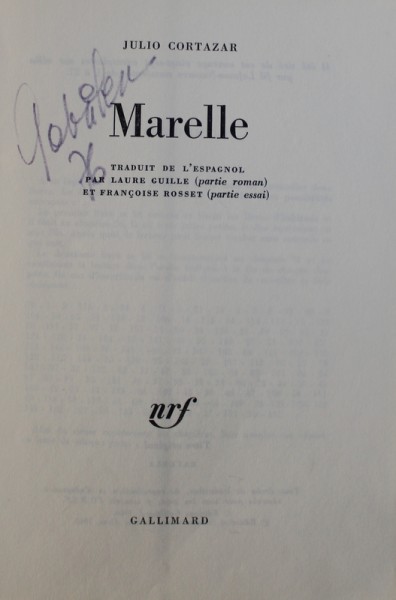 JULIO CORTAZAR
Marelle
TRADUIT DE L'ESPAGNOL
PAR LAURE GUILLE (partie roman)
ET FRANÇOISE ROSSET (partie essai)
nrf
GALLIMARD